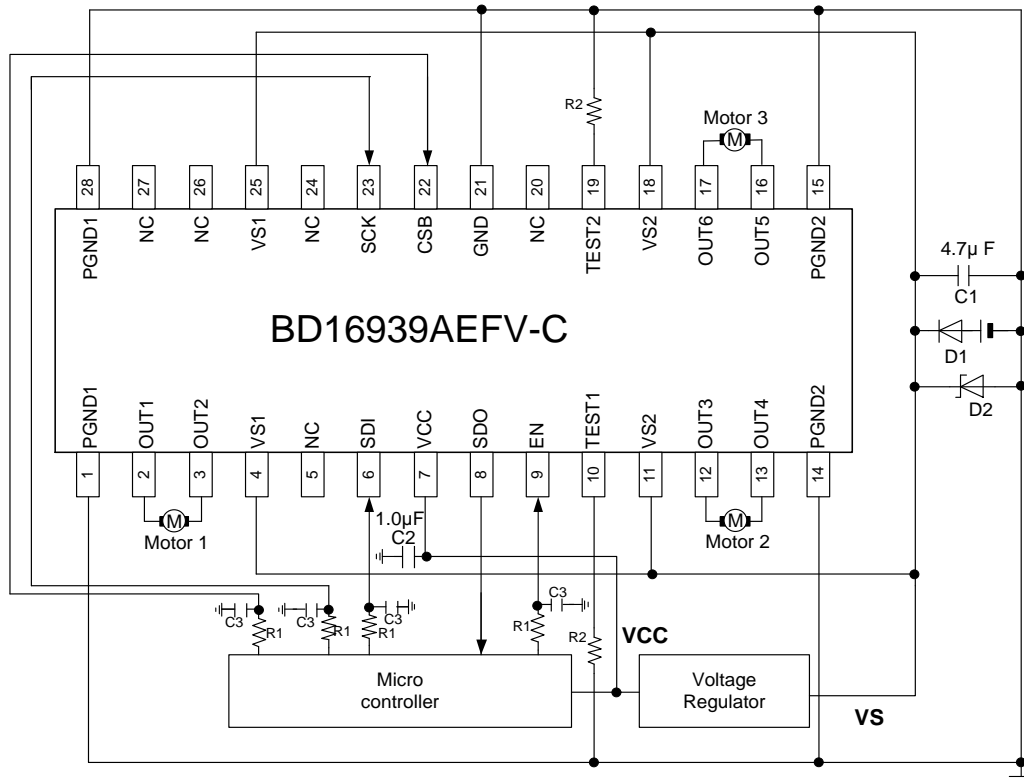 R2
Motor 3
M
28
27
26
25
24
23
22
21
20
19
18
17
16
15
PGND1
NC
NC
VS1
NC
SCK
CSB
GND
NC
TEST2
VS2
OUT6
OUT5
PGND2
4.7µ F
C1
D1
D2
BD16939AEFV-C
PGND1
OUT1
OUT2
VS1
NC
SDI
VCC
SDO
EN
TEST1
VS2
OUT3
OUT4
PGND2
1
2
3
4
5
6
7
8
9
10
11
12
13
14
M
Motor 1
1.0µF
C2
M
Motor 2
C3
R1
C3
R1
C3
R1
C3
R1
R2
VCC
Micro
controller
Voltage
Regulator
VS